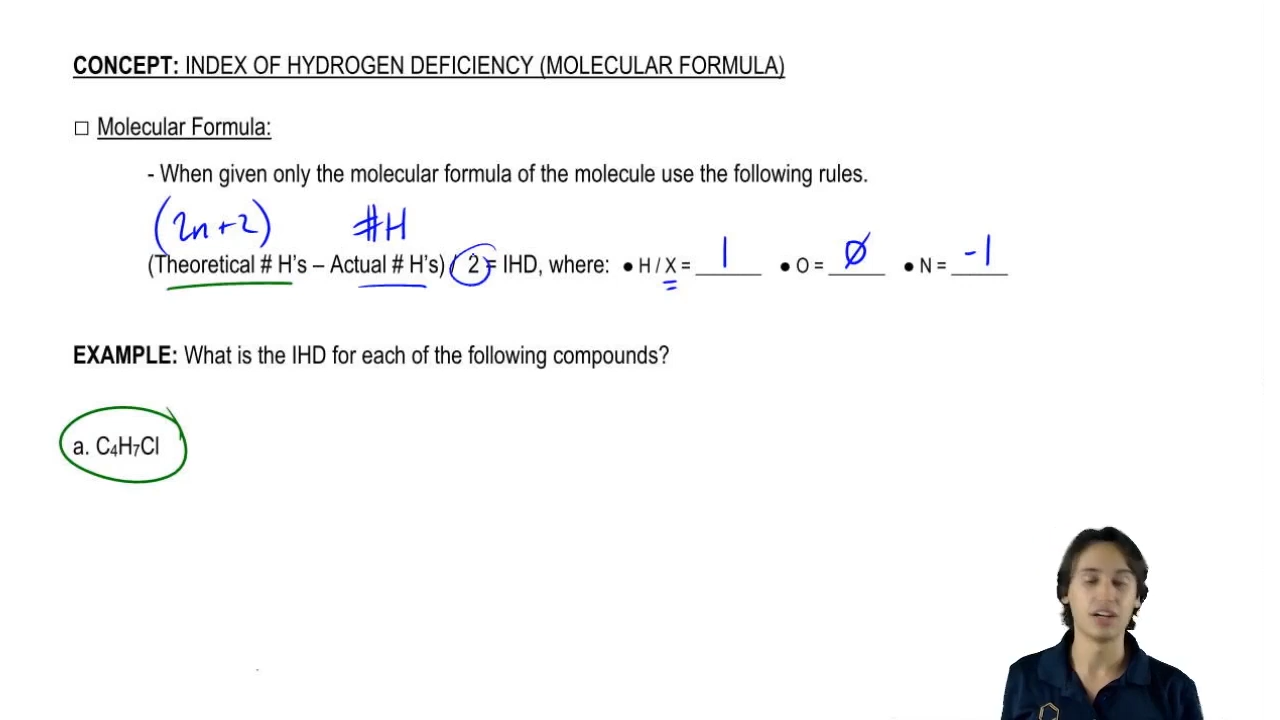 CONCEPT: INDEX OF HYDROGEN DEFICIENCY (MOLECULAR FORMULA)
□ Molecular Formula:
- When given only the molecular formula of the molecule use the following rules.
(2n+2) #H
(Theoretical # H's – Actual # H's) / 2 = IHD, where: • H / X = 1 • O = Ø • N = -1
EXAMPLE: What is the IHD for each of the following compounds?
a. C₄H₇Cl